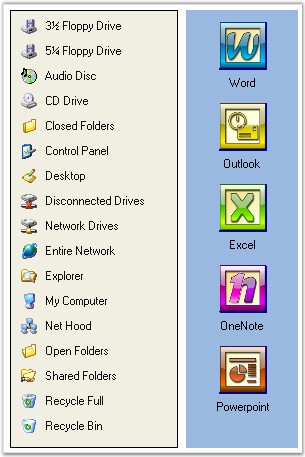 3½ Floppy Drive
5¼ Floppy Drive
Audio Disc
CD Drive
Closed Folders
Control Panel
Desktop
Disconnected Drives
Network Drives
Entire Network
Explorer
My Computer
Net Hood
Open Folders
Shared Folders
Recycle Full
Recycle Bin
Word
Outlook
Excel
OneNote
Powerpoint